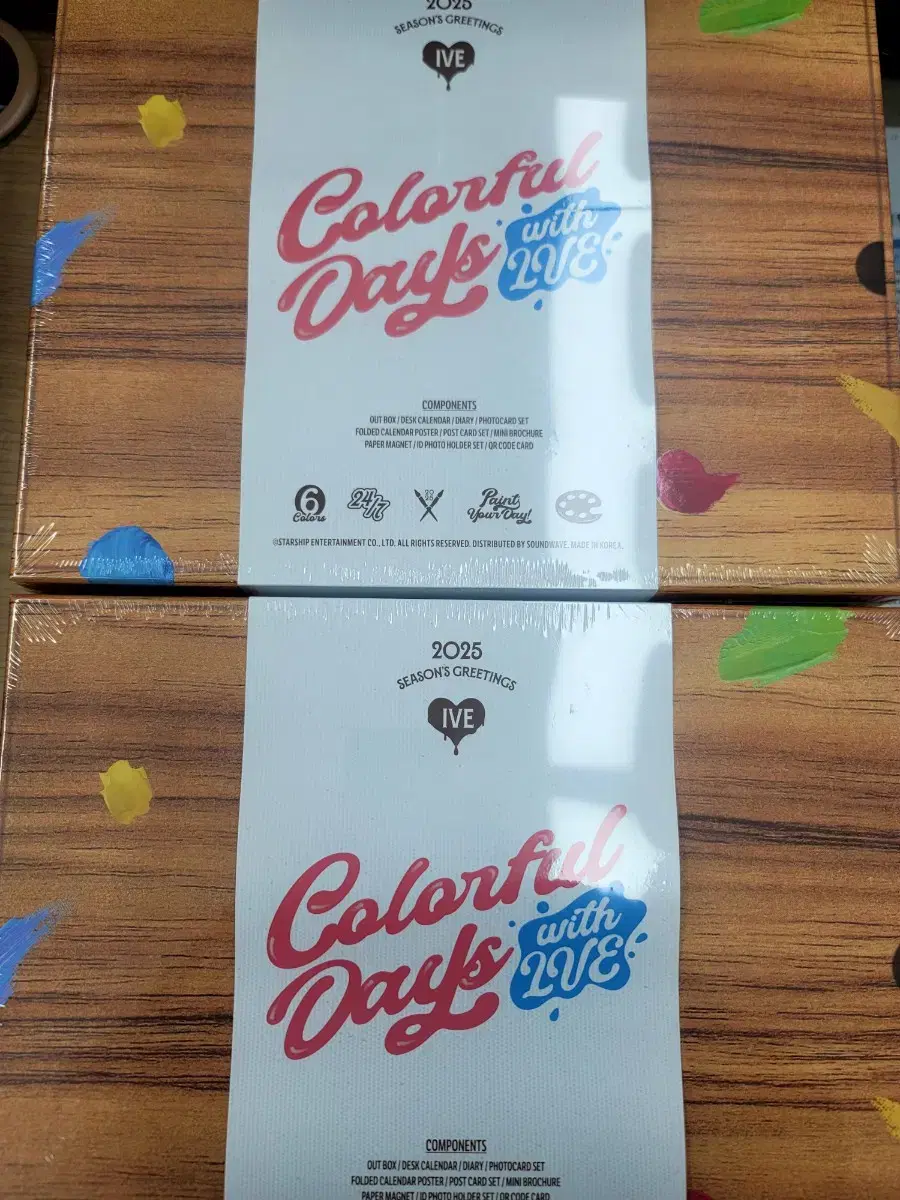 2025
SEASON'S GREETINGS
IVE
Colorful
Days
with
IVE
COMPONENTS
OUT BOX / DESK CALENDAR / DIARY / PHOTOCARD SET
FOLDED CALENDAR POSTER / POST CARD SET / MINI BROCHURE
PAPER MAGNET / ID PHOTO HOLDER SET / QR CODE CARD
6
Colors
24/7
2025
Paint
Your Day!
©STARSHIP ENTERTAINMENT CO., LTD. ALL RIGHTS RESERVED. DISTRIBUTED BY SOUNDWAVE. MADE IN KOREA.
2025
SEASON'S GREETINGS
IVE
Colorful
Days
with
IVE
COMPONENTS
OUT BOX / DESK CALENDAR / DIARY / PHOTOCARD SET
FOLDED CALENDAR POSTER / POST CARD SET / MINI BROCHURE
PAPER MAGNET / ID PHOTO HOLDER SET / QR CODE CARD